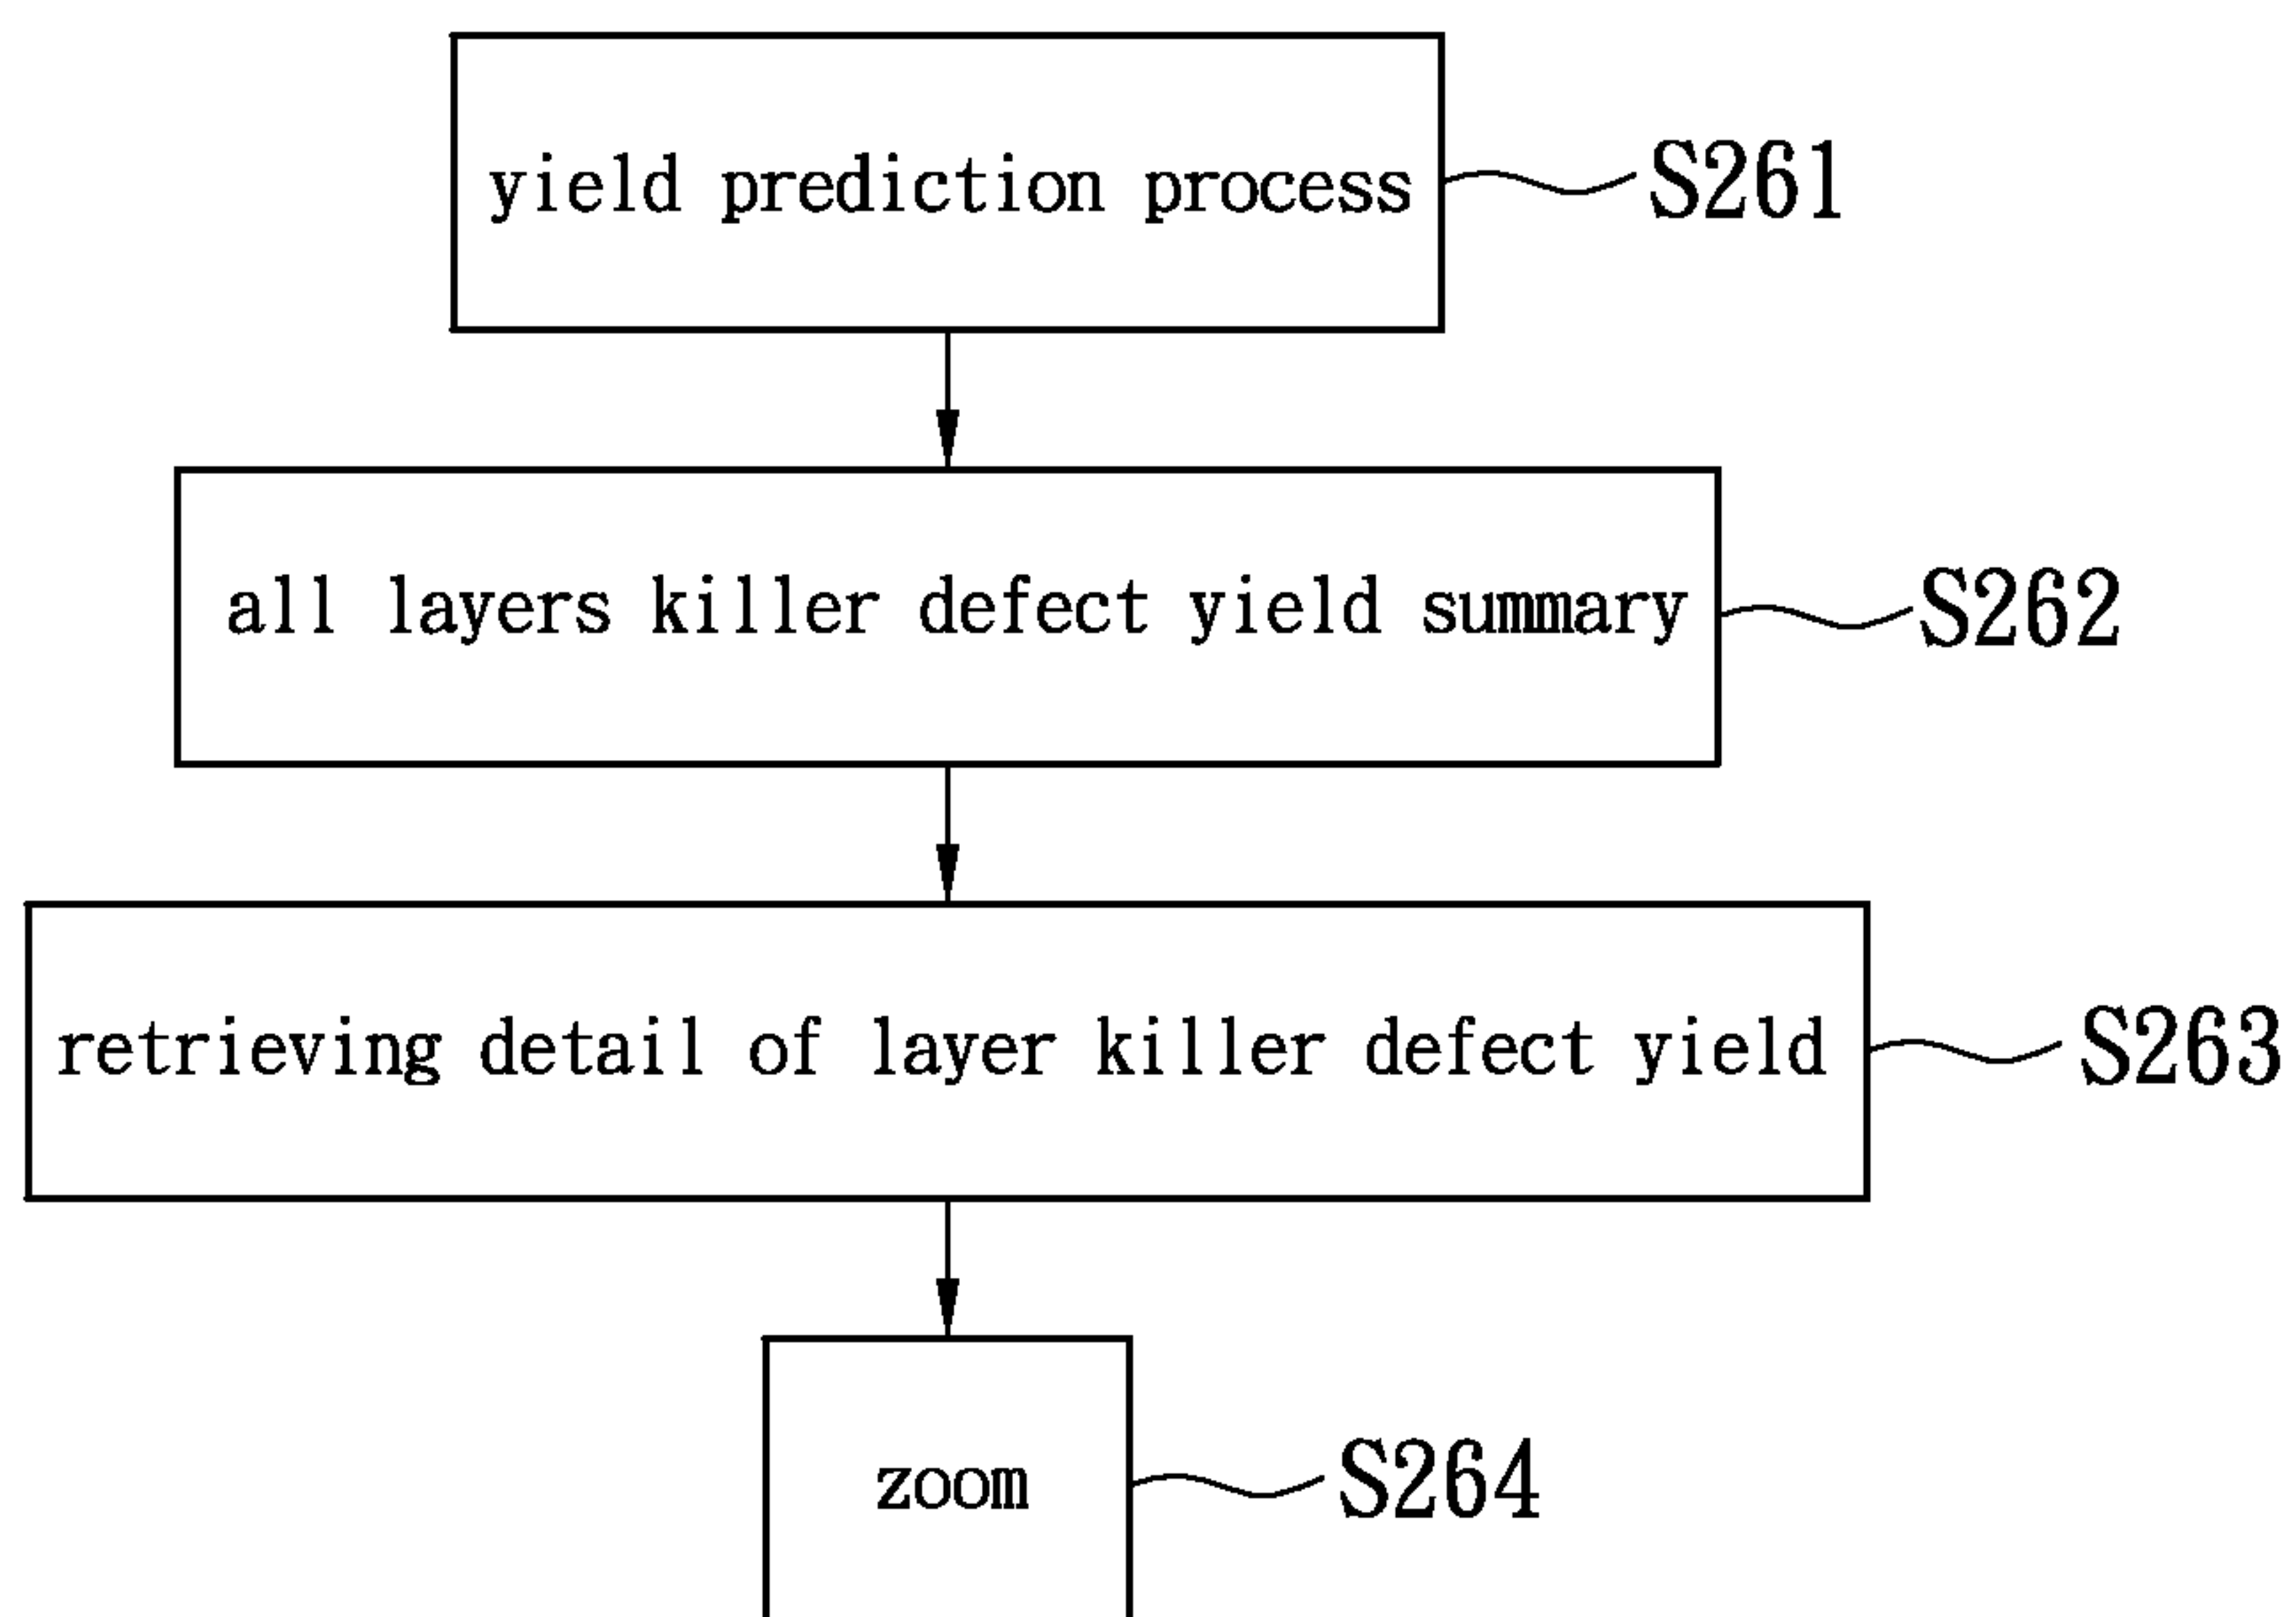 yield prediction process
S261
all layers killer defect yield summary
S262
retrieving detail of layer killer defect yield
S263
zoom
S264